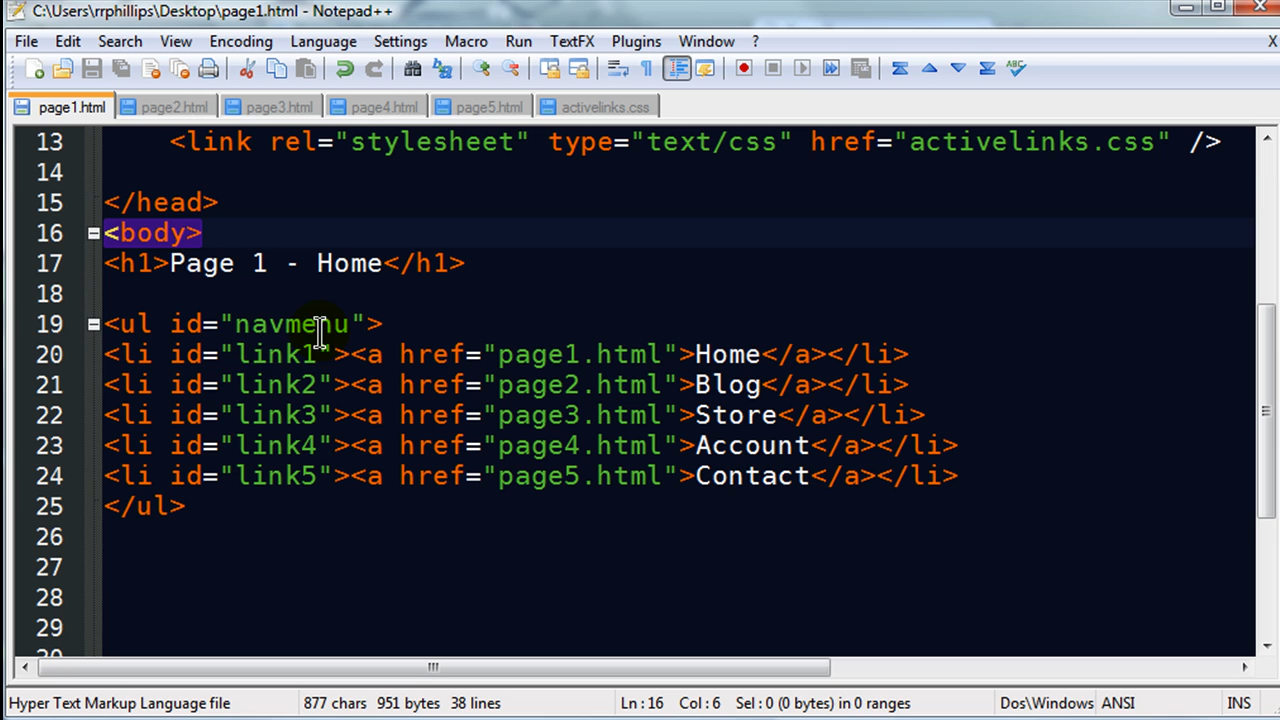 C:\Users\rrphillips\Desktop\page1.html - Notepad++
File Edit Search View Encoding Language Settings Macro Run TextFX Plugins Window ? X
page1.html page2.html page3.html page4.html page5.html activelinks.css
13 <link rel="stylesheet" type="text/css" href="activelinks.css" />
14
15 </head>
16 <body>
17 <h1>Page 1 - Home</h1>
18
19 <ul id="navmenu">
20 <li id="link1"><a href="page1.html">Home</a></li>
21 <li id="link2"><a href="page2.html">Blog</a></li>
22 <li id="link3"><a href="page3.html">Store</a></li>
23 <li id="link4"><a href="page4.html">Account</a></li>
24 <li id="link5"><a href="page5.html">Contact</a></li>
25 </ul>
26
27
28
29
30
Hyper Text Markup Language file 877 chars 951 bytes 38 lines Ln : 16 Col : 6 Sel : 0 (0 bytes) in 0 ranges Dos\Windows ANSI INS